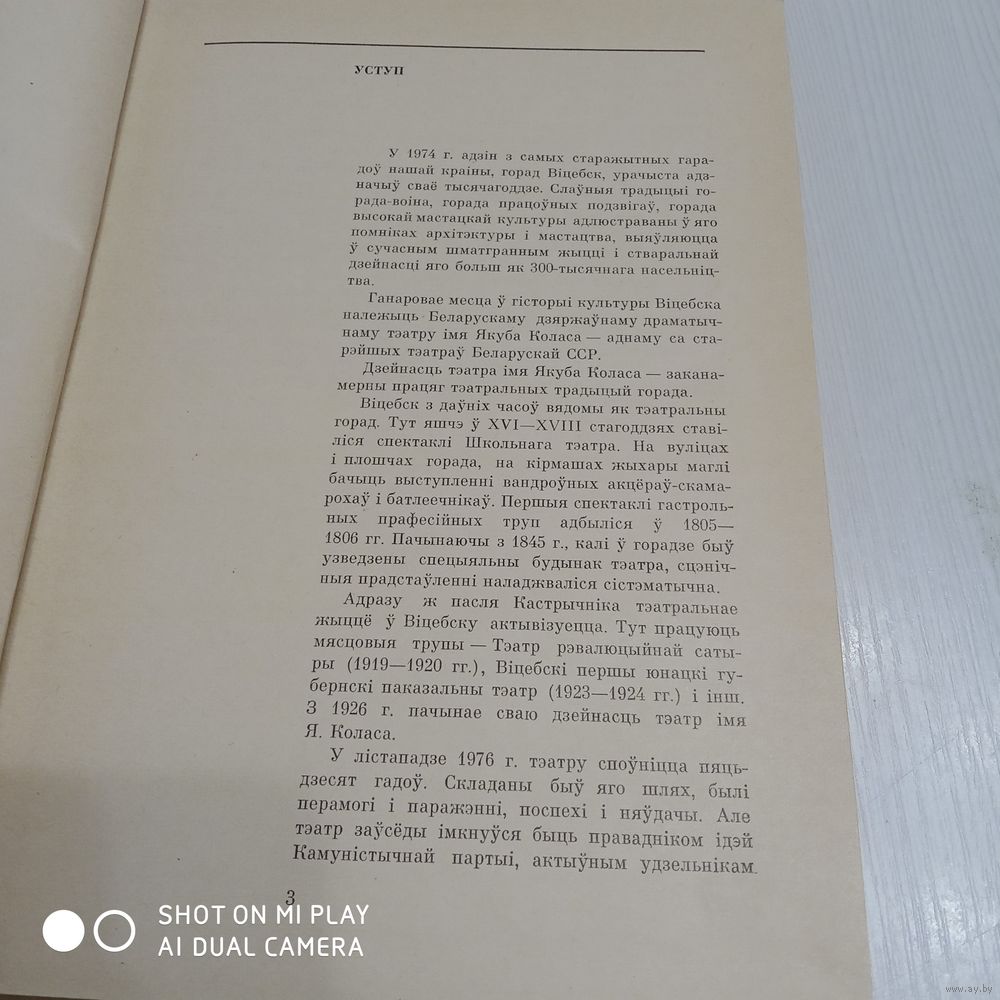 УСТУП
У 1974 г. адзін з самых старажытных гара-
доў нашай краіны, горад Віцебск, урачыста адз-
начыў сваё тысячагоддзе. Слаўныя традыцыі го-
рада-воіна, горада працоўных подзвігаў, горада
высокай мастацкай культуры адлюстраваны ў яго
помніках архітэктуры і мастацтва, выяўляюцца
ў сучасным шматгранным жыцці і стваральнай
дзейнасці яго больш як 300-тысячнага насельніц-
тва.
Ганаровае месца ў гісторыі культуры Віцебска
належыць Беларускаму дзяржаўнаму драматыч-
наму тэатру імя Якуба Коласа — аднаму са ста-
рэйшых тэатраў Беларускай ССР.
Дзейнасць тэатра імя Якуба Коласа — закана-
мерны працяг тэатральных традыцый горада.
Віцебск з даўніх часоў вядомы як тэатральны
горад. Тут яшчэ ў XVI—XVIII стагоддзях ставі-
ліся спектаклі Школьнага тэатра. На вуліцах
і плошчах горада, на кірмашах жыхары маглі
бачыць выступленні вандроўных акцёраў-скама-
рохаў і батлеечнікаў. Першыя спектаклі гастроль-
ных прафесійных труп адбыліся ў 1805—
1806 гг. Пачынаючы з 1845 г., калі ў горадзе быў
узведзены спецыяльны будынак тэатра, сцэніч-
ныя прадстаўленні наладжваліся сістэматычна.
Адразу ж пасля Кастрычніка тэатральнае
жыццё ў Віцебску актывізуецца. Тут працуюць
мясцовыя трупы — Тэатр рэвалюцыйнай саты-
ры (1919—1920 гг.), Віцебскі першы юнацкі гу-
бернскі паказальны тэатр (1923—1924 гг.) і інш.
З 1926 г. пачынае сваю дзейнасць тэатр імя
Я. Коласа.
У лістападзе 1976 г. тэатру споўніцца пяць-
дзесят гадоў. Складаны быў яго шлях, былі
перамогі і паражэнні, поспехі і няўдачы. Але
тэатр заўсёды імкнуўся быць правадніком ідэй
Камуністычнай партыі, актыўным удзельнікам
3
SHOT ON MI PLAY
AI DUAL CAMERA
www.ay.by